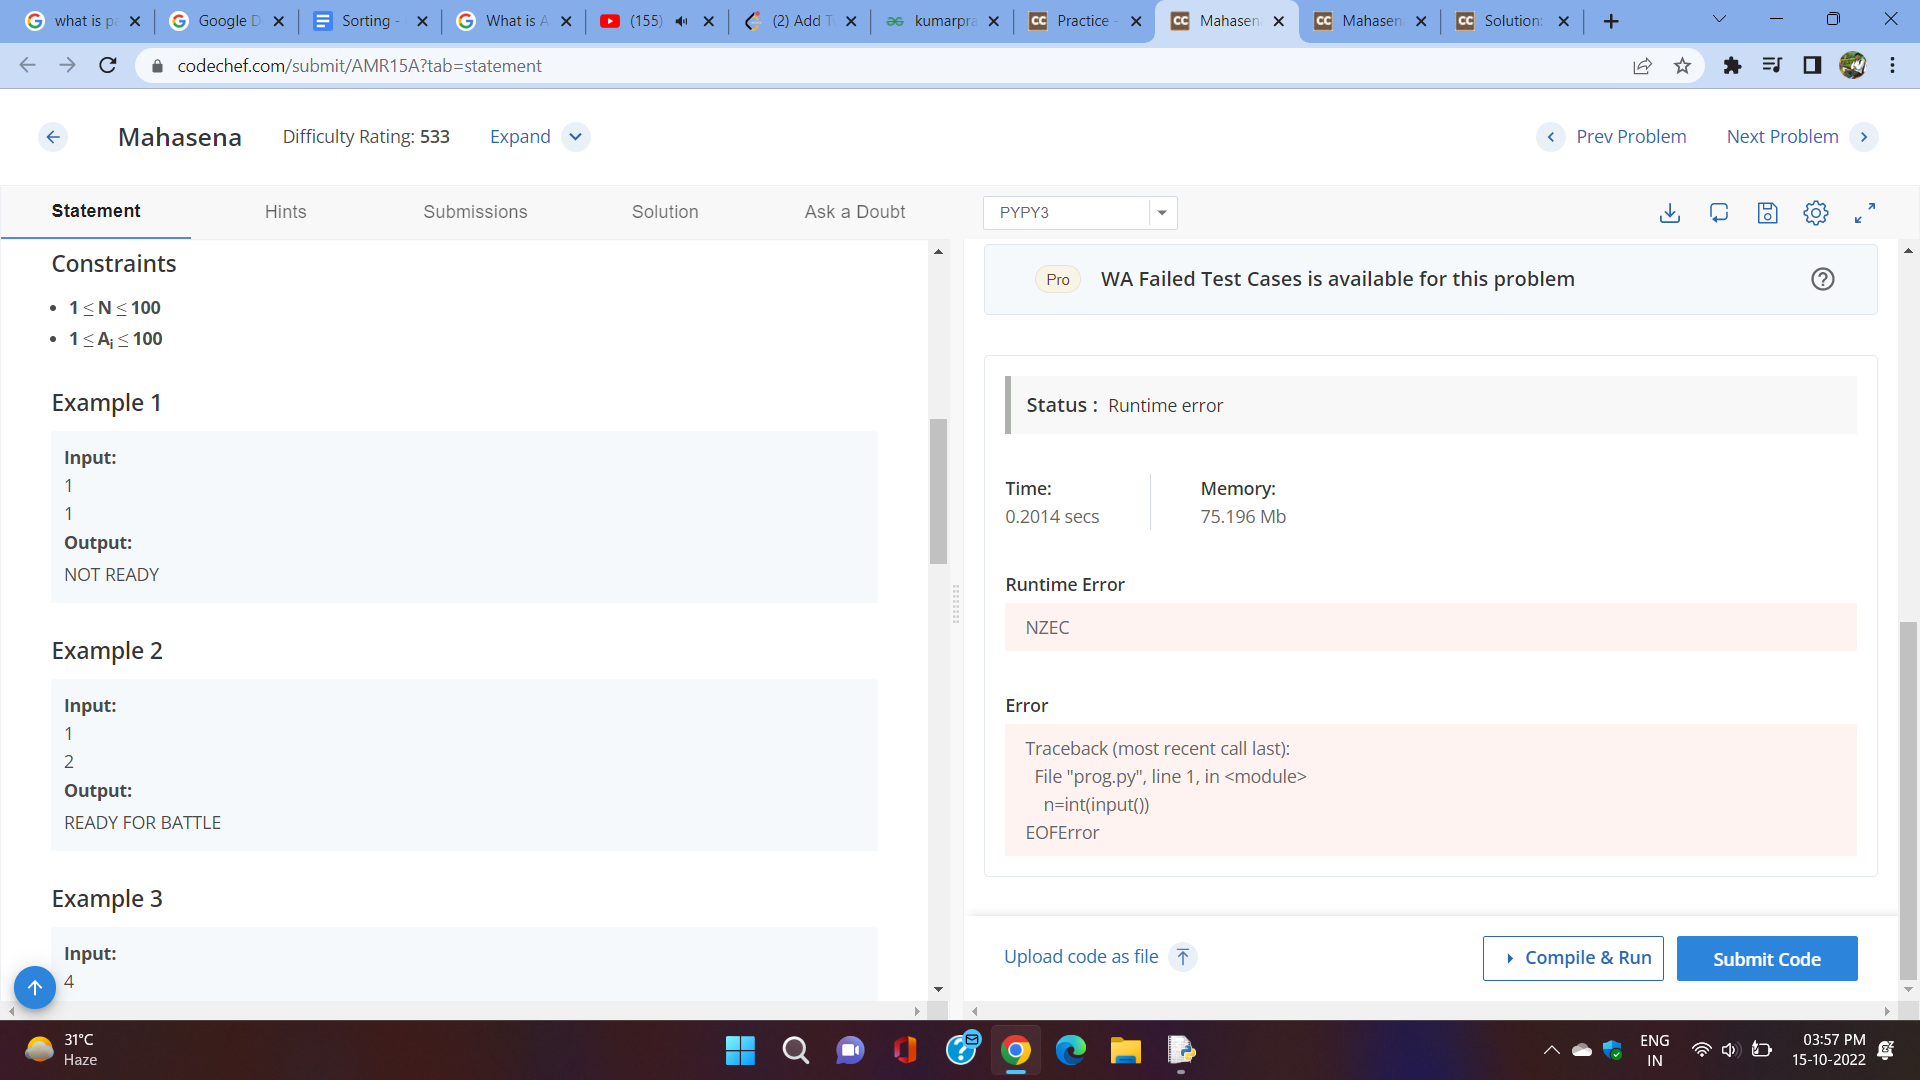 what is pa
Google D
Sorting -
What is A
(155)
(2) Add T
kumarpra
Practice -
Mahasen
Mahasen
Solution:
codechef.com/submit/AMR15A?tab=statement
Mahasena
Difficulty Rating: 533
Expand
Prev Problem
Next Problem
Statement
Hints
Submissions
Solution
Ask a Doubt
PYPY3
Constraints
• 1 ≤ N ≤ 100
• 1 ≤ Ai ≤ 100
Example 1
Input:
1
1
Output:
NOT READY
Example 2
Input:
1
2
Output:
READY FOR BATTLE
Example 3
Input:
4
Pro
WA Failed Test Cases is available for this problem
Status : Runtime error
Time:
0.2014 secs
Memory:
75.196 Mb
Runtime Error
NZEC
Error
Traceback (most recent call last):
File "prog.py", line 1, in <module>
n=int(input())
EOFError
Upload code as file
Compile & Run
Submit Code
31°C
Haze
ENG
IN
03:57 PM
15-10-2022